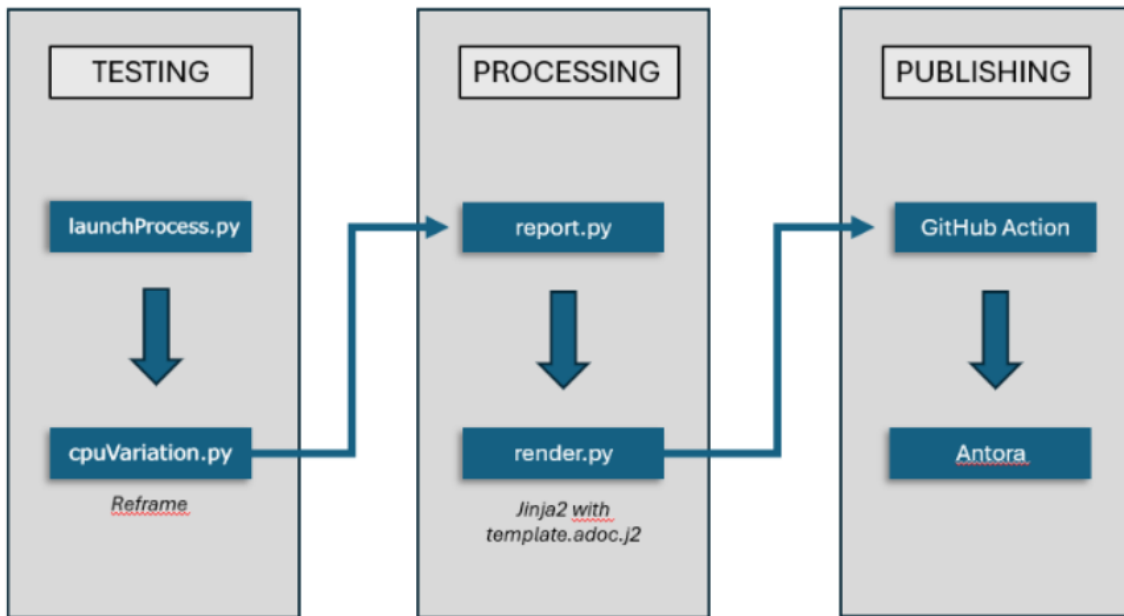 TESTING
launchProcess.py
cpuVariation.py
Reframe
PROCESSING
report.py
render.py
Jinja2 with
template.adoc.j2
PUBLISHING
GitHub Action
Antora